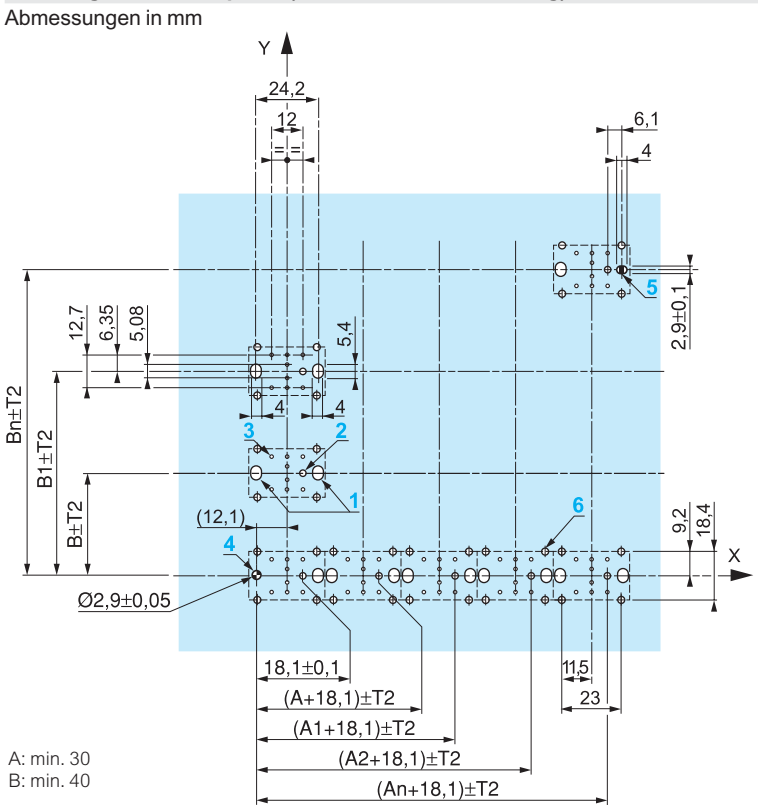 Abmessungen in mm
Y
24,2
12
= =
6,1
4
5
2,9±0,1
12,7
6,35
5,08
5,4
4
4
3
2
1
Bn±T2
B1±T2
B±T2
(12,1)
4
6
9,2
18,4
X
Ø2,9±0,05
18,1±0,1
11,5
23
(A+18,1)±T2
(A1+18,1)±T2
(A2+18,1)±T2
(An+18,1)±T2
A: min. 30
B: min. 40